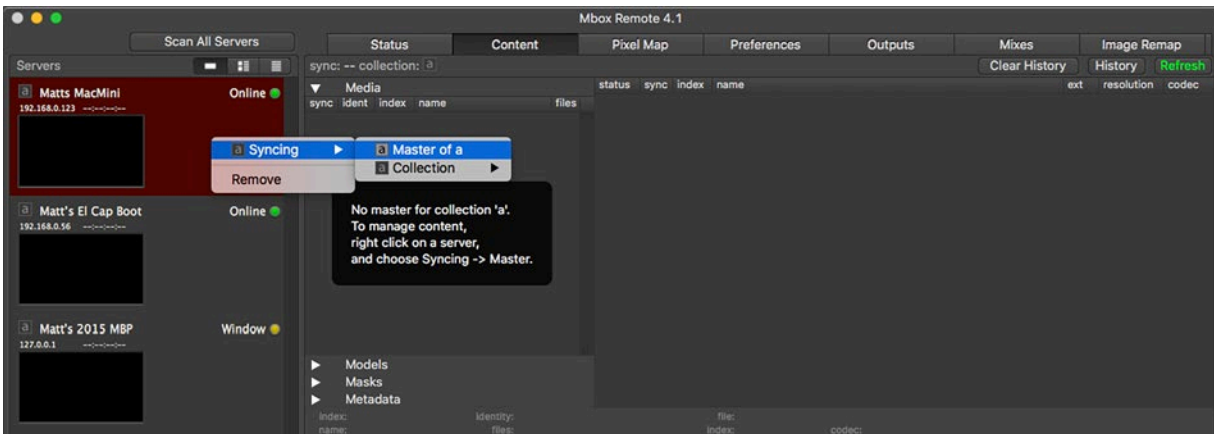 Mbox Remote 4.1
Scan All Servers
Status Content Pixel Map Preferences Outputs Mixes Image Remap
Servers
sync: -- collection: a
Clear History History Refresh
a Matts MacMini Online
192.168.0.123 --:--:--:--
Media
sync ident index name files
status sync index name ext resolution codec
a Syncing
Remove
a Master of a
a Collection
No master for collection 'a'.
To manage content,
right click on a server,
and choose Syncing -> Master.
a Matt's El Cap Boot Online
192.168.0.56 --:--:--:--
a Matt's 2015 MBP Window
127.0.0.1 --:--:--:--
Models
Masks
Metadata
index: identity: file:
name: files: index: codec: